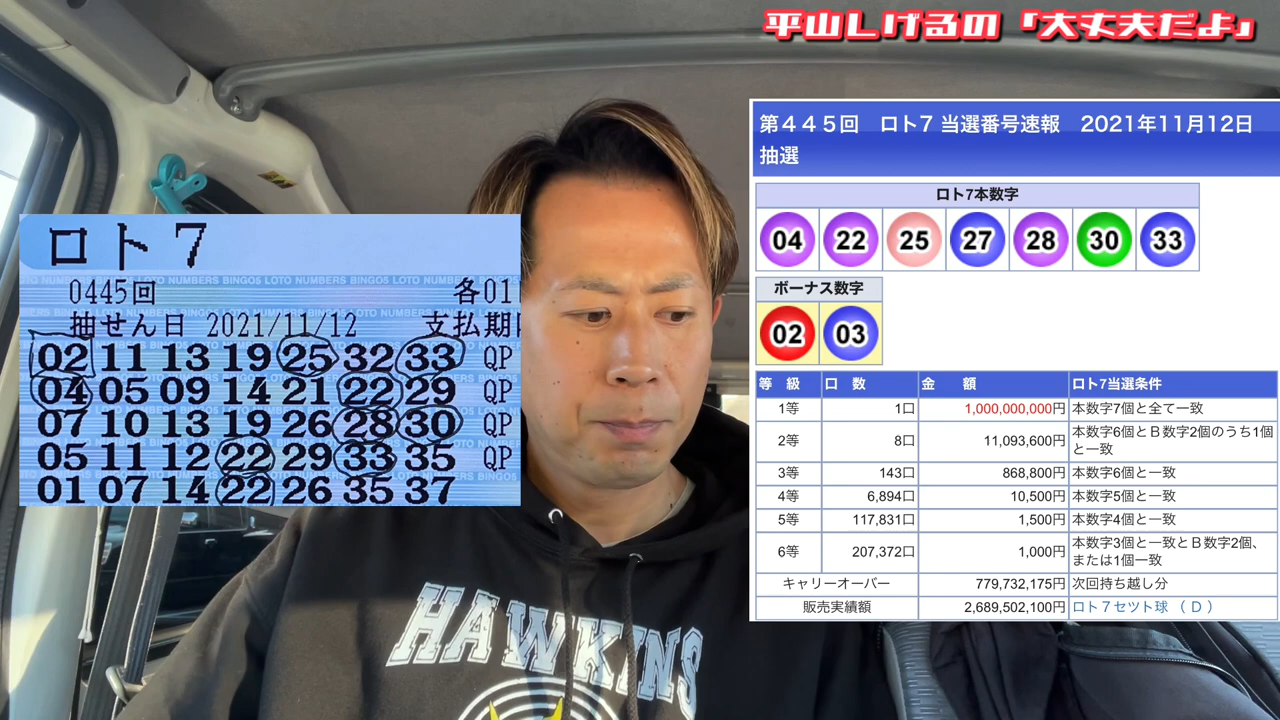 平山しげるの「大丈夫だよ」
ロト7
0445回 各01
抽せん日 2021/11/12 支払期
02 11 13 19 25 32 33 QP
04 05 09 14 21 22 29 QP
07 10 13 19 26 28 30 QP
05 11 12 22 29 33 35 QP
01 07 14 22 26 35 37
第445回 ロト7 当選番号速報 2021年11月12日
抽選
ロト7本数字
04 22 25 27 28 30 33
ボーナス数字
02 03
等 級 口 数 金 額 ロト7当選条件
1等 1口 1,000,000,000円 本数字7個と全て一致
2等 8口 11,093,600円 本数字6個とB数字2個のうち1個
と一致
3等 143口 868,800円 本数字6個と一致
4等 6,894口 10,500円 本数字5個と一致
5等 117,831口 1,500円 本数字4個と一致
6等 207,372口 1,000円 本数字3個と一致とB数字2個、
または1個一致
キャリーオーバー 779,732,175円 次回持ち越し分
販売実績額 2,689,502,100円 ロト7セツト球 (D)
HAWKINS